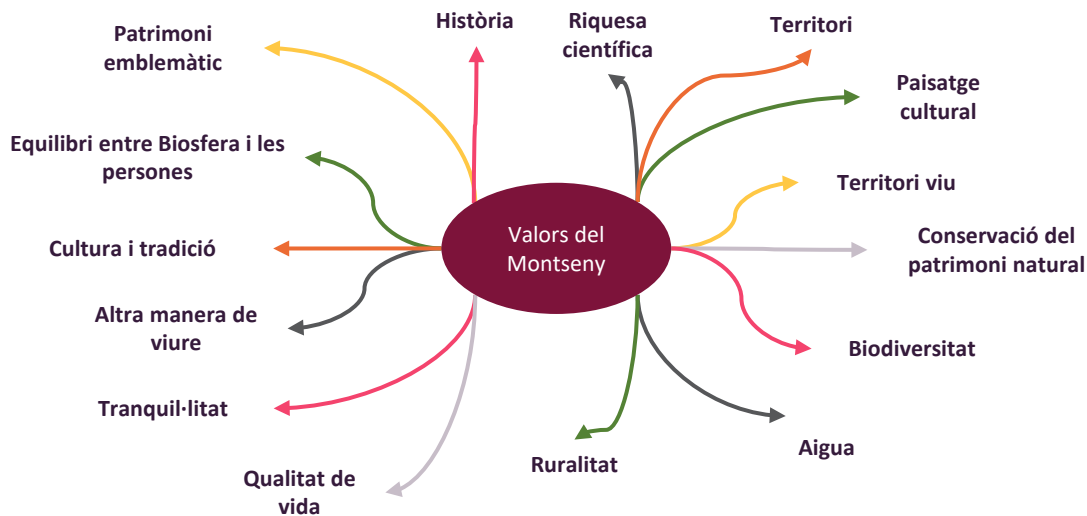 Història
Riquesa
científica
Territori
Patrimoni
emblemàtic
Paisatge
cultural
Equilibri entre Biosfera i les
persones
Territori viu
Valors del
Montseny
Cultura i tradició
Conservació del
patrimoni natural
Altra manera de
viure
Biodiversitat
Tranquil·litat
Aigua
Ruralitat
Qualitat de
vida